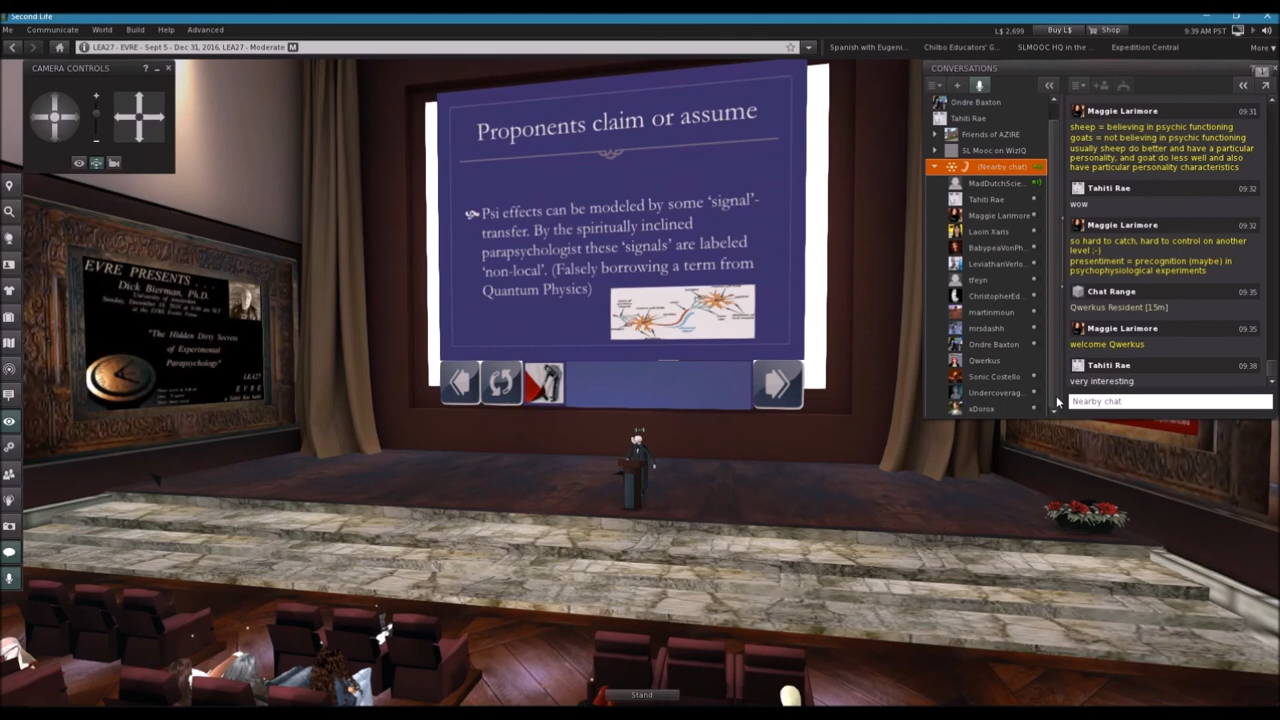 Second Life
Me Communicate World Build Help Advanced
L$ 2,699 Buy L$ Shop 9:39 AM PST
LEA27 - EVRE - Sept 5 - Dec 31, 2016, LEA27 - Moderate M
Spanish with Eugeni... Chilbo Educators' G... SLMOOC HQ in the ... Expedition Central More
CAMERA CONTROLS ?
EVRE PRESENTS
Dick Bierman, Ph.D.
University of Amsterdam
"The Hidden Dirty Secrets
of Experimental
Parapsychology"
LEA27
E V R E
Proponents claim or assume
Psi effects can be modeled by some 'signal'-
transfer. By the spiritually inclined
parapsychologist these 'signals' are labeled
'non-local'. (Falsely borrowing a term from
Quantum Physics)
Stand
CONVERSATIONS
Ondre Baxton
Tahiti Rae
Friends of AZIRE
SL Mooc on WizIQ
(Nearby chat)
MadDutchScie...
Tahiti Rae
Maggie Larimore
Laoin Xaris
BabypeaVonPh...
LeviathanVerlo...
tfeyn
ChristopherEd...
martinmoun
mrsdashh
Ondre Baxton
Qwerkus
Sonic Costello
Undercoverag...
xDorox
Maggie Larimore 09:31
sheep = believing in psychic functioning
goats = not believing in psychic functioning
usually sheep do better and have a particular
personality, and goat do less well and also
have particular personality characteristics
Tahiti Rae 09:32
wow
Maggie Larimore 09:32
so hard to catch, hard to control on another
level ;-)
presentiment = precognition (maybe) in
psychophysiological experiments
Chat Range 09:35
Qwerkus Resident [15m]
Maggie Larimore 09:35
welcome Qwerkus
Tahiti Rae 09:38
very interesting
Nearby chat